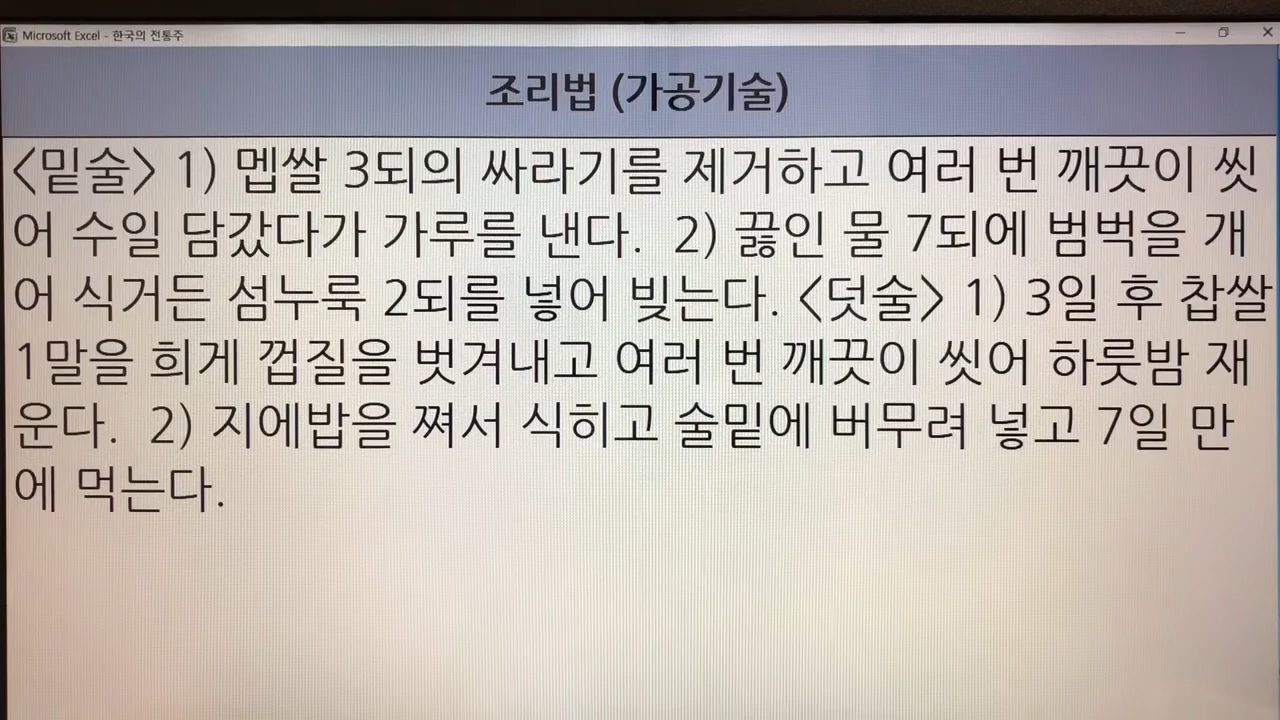 Microsoft Excel - 한국의 전통주
조리법 (가공기술)
<밑술> 1) 멥쌀 3되의 싸라기를 제거하고 여러 번 깨끗이 씻
어 수일 담갔다가 가루를 낸다.  2) 끓인 물 7되에 범벅을 개
어 식거든 섬누룩 2되를 넣어 빚는다. <덧술> 1) 3일 후 찹쌀
1말을 희게 껍질을 벗겨내고 여러 번 깨끗이 씻어 하룻밤 재
운다.  2) 지에밥을 쪄서 식히고 술밑에 버무려 넣고 7일 만
에 먹는다.